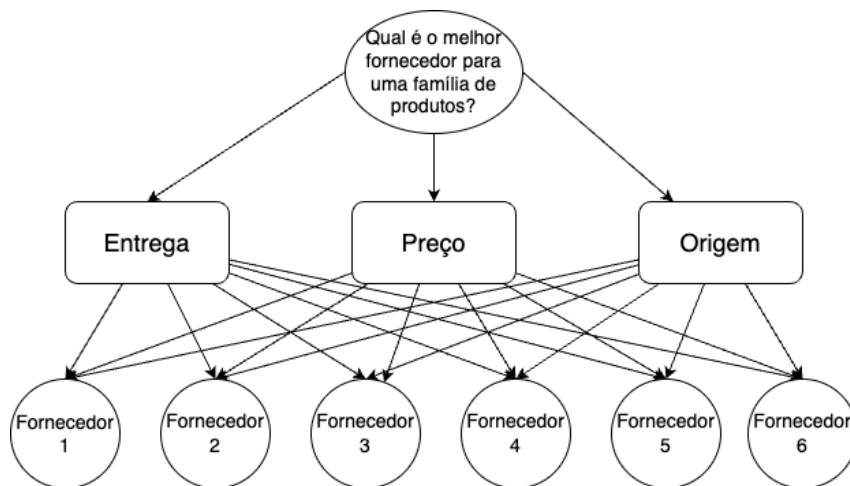 Qual é o melhor
fornecedor para
uma família de
produtos?
Entrega
Preço
Origem
Fornecedor
1
Fornecedor
2
Fornecedor
3
Fornecedor
4
Fornecedor
5
Fornecedor
6